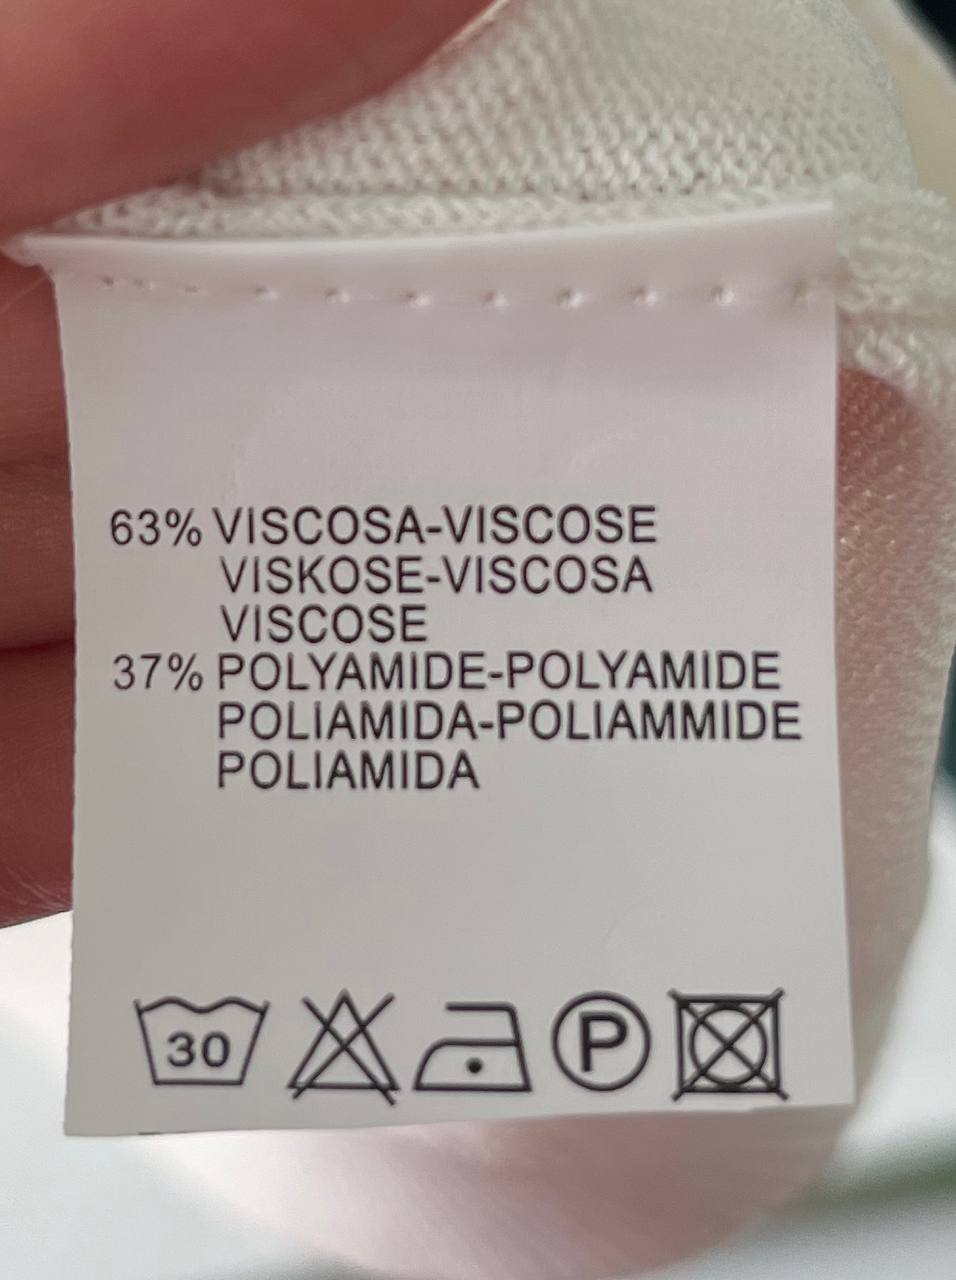 63% VISCOSA-VISCOSE
VISKOSE-VISCOSA
VISCOSE
37% POLYAMIDE-POLYAMIDE
POLIAMIDA-POLIAMMIDE
POLIAMIDA
30 P